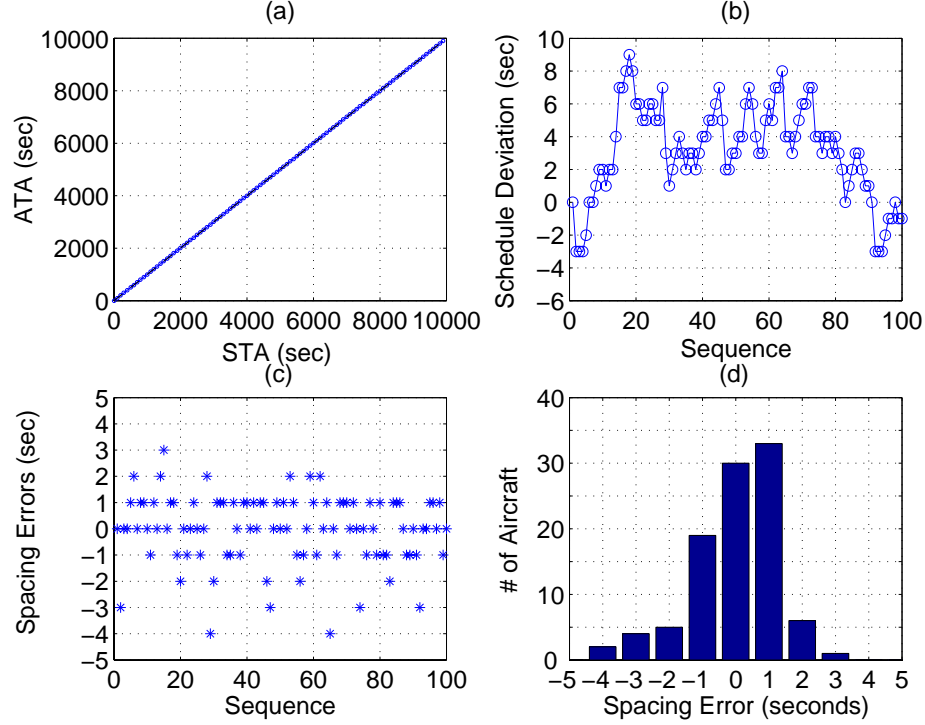 (a)
10000
8000
6000
4000
2000
0
ATA (sec)
0 2000 4000 6000 8000 10000
STA (sec)
(b)
10
8
6
4
2
0
−2
−4
−6
Schedule Deviation (sec)
0 20 40 60 80 100
Sequence
(c)
5
4
3
2
1
0
−1
−2
−3
−4
−5
Spacing Errors (sec)
0 20 40 60 80 100
Sequence
(d)
40
30
20
10
0
# of Aircraft
−5 −4 −3 −2 −1 0 1 2 3 4 5
Spacing Error (seconds)